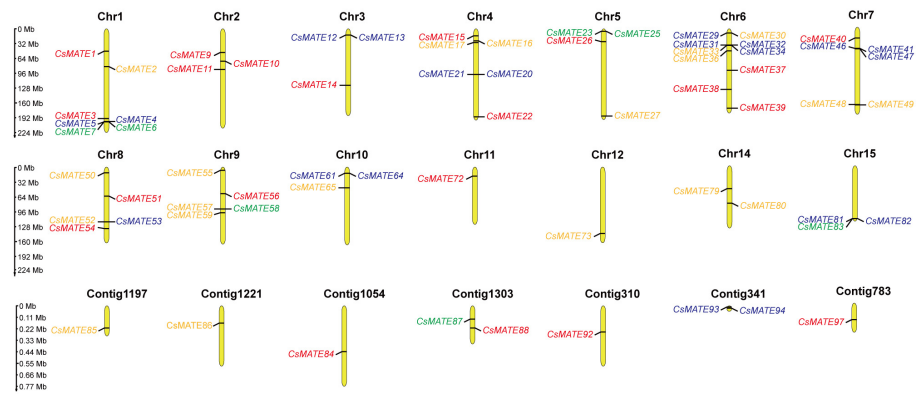 Chr1 Chr2 Chr3 Chr4 Chr5 Chr6 Chr7
0 Mb
32 Mb
64 Mb
96 Mb
128 Mb
160 Mb
192 Mb
224 Mb
CsMATE1
CsMATE2
CsMATE3
CsMATE4
CsMATE5
CsMATE6
CsMATE7
CsMATE9
CsMATE10
CsMATE11
CsMATE12 CsMATE13
CsMATE14
CsMATE15
CsMATE16
CsMATE17
CsMATE21 CsMATE20
CsMATE22
CsMATE23 CsMATE25
CsMATE26
CsMATE27
CsMATE29 CsMATE30
CsMATE31 CsMATE32
CsMATE33 CsMATE34
CsMATE36
CsMATE37
CsMATE38
CsMATE39
CsMATE40
CsMATE46 CsMATE41
CsMATE47
CsMATE48 CsMATE49
Chr8 Chr9 Chr10 Chr11 Chr12 Chr14 Chr15
0 Mb
32 Mb
64 Mb
96 Mb
128 Mb
160 Mb
192 Mb
224 Mb
CsMATE50
CsMATE51
CsMATE52 CsMATE53
CsMATE54
CsMATE55
CsMATE56
CsMATE57 CsMATE58
CsMATE59
CsMATE61 CsMATE64
CsMATE65
CsMATE72
CsMATE73
CsMATE79
CsMATE80
CsMATE81 CsMATE82
CsMATE83
Contig1197 Contig1221 Contig1054 Contig1303 Contig310 Contig341 Contig783
0 Mb
0.11 Mb
0.22 Mb
0.33 Mb
0.44 Mb
0.55 Mb
0.66 Mb
0.77 Mb
CsMATE85
CsMATE86
CsMATE84
CsMATE87
CsMATE88
CsMATE92
CsMATE93 CsMATE94
CsMATE97